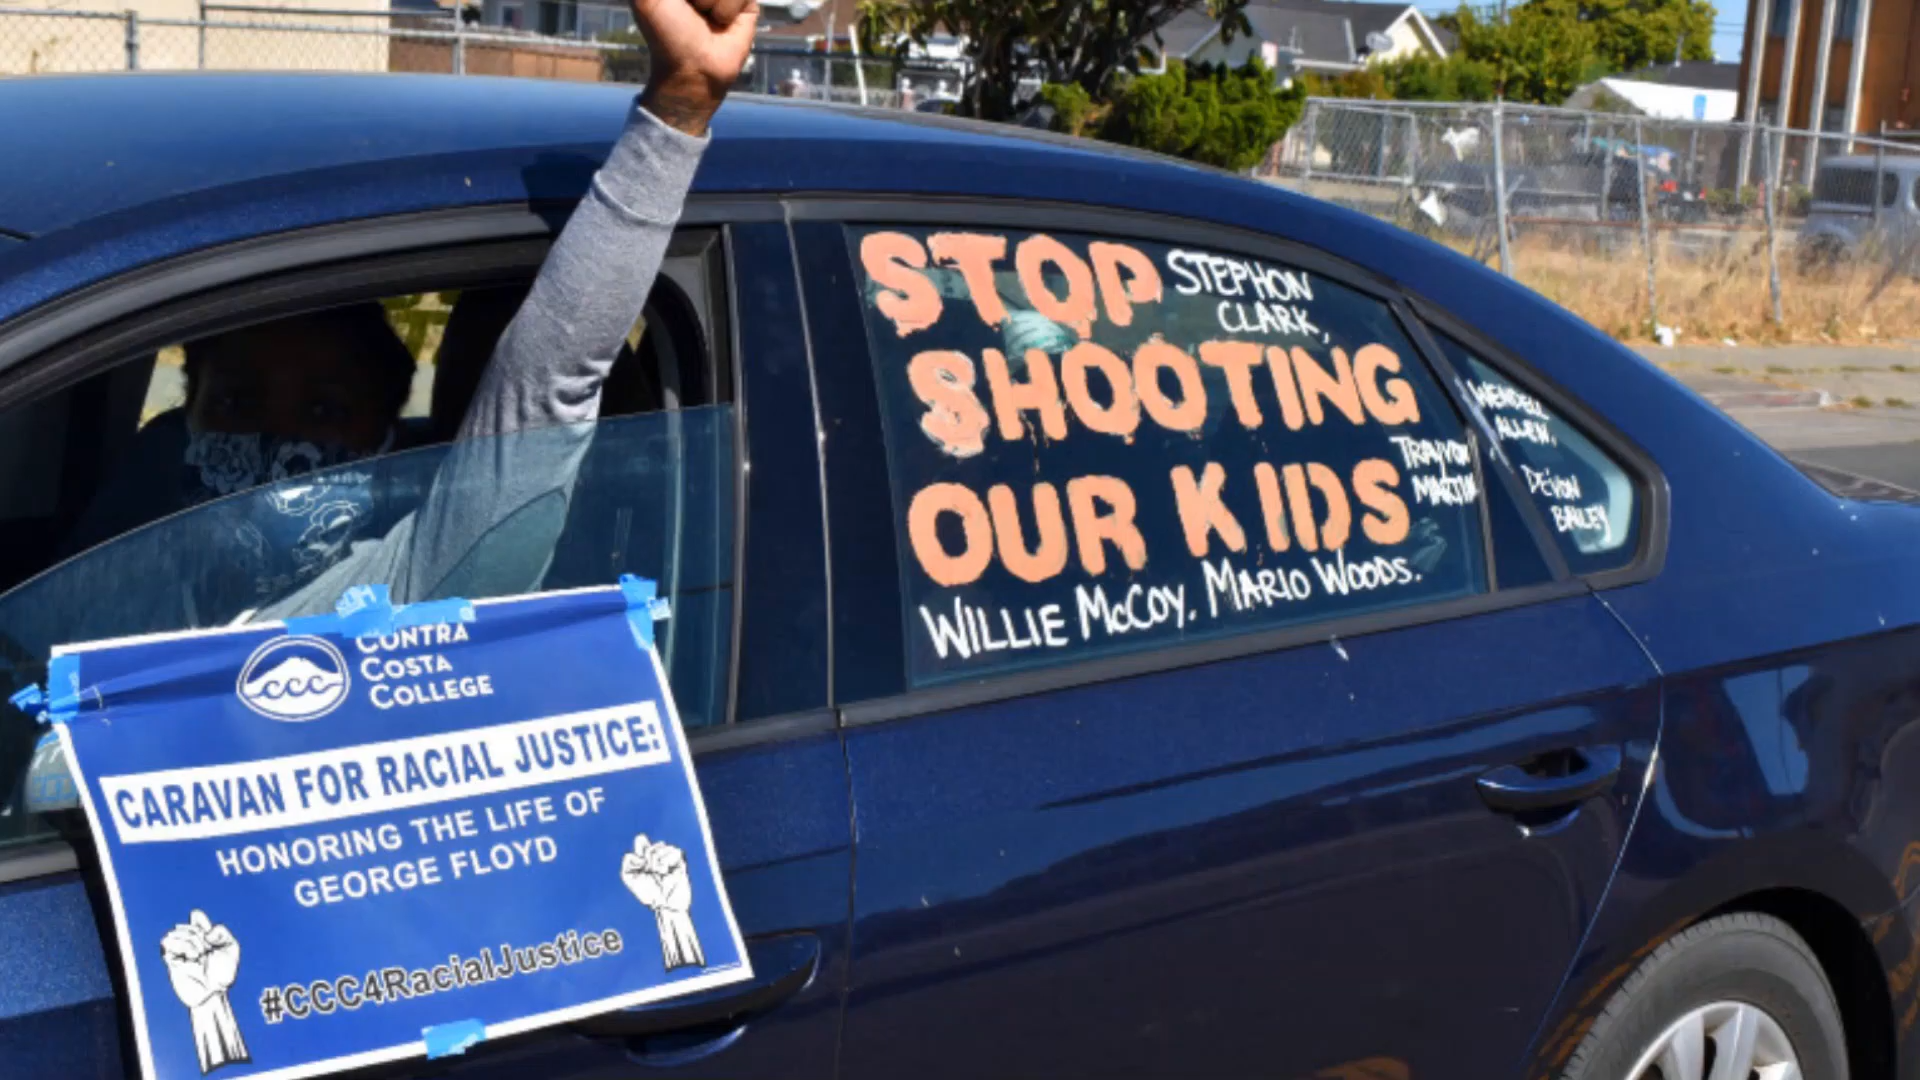 STOP
STEPHON
CLARK,
SHOOTING
OUR KIDS
TRAYVON
MARTIN
WENDELL
ALLEN,
DE'VON
BAILEY
WILLIE McCOY. MARIO WOODS.
CONTRA
COSTA
COLLEGE
CCC
CARAVAN FOR RACIAL JUSTICE:
HONORING THE LIFE OF
GEORGE FLOYD
#CCC4RacialJustice